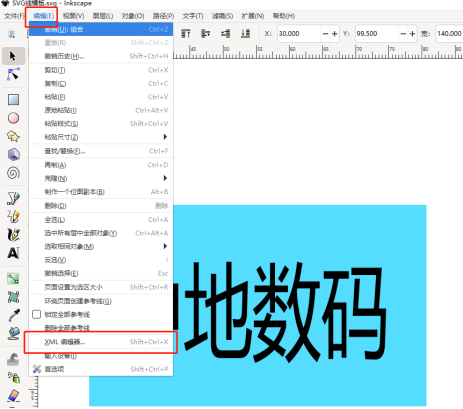 SVG线模板.svg - Inkscape
文件(F) 编辑(E) 视图(V) 图层(L) 对象(O) 路径(P) 文字(T) 滤镜(S) 扩展(N) 帮助(H)
X: 30.000 - + Y: 99.500 - + 宽: 140.000
撤销(U): 组合 Ctrl+Z
重做(R) Shift+Ctrl+Z
撤销历史(H)... Shift+Ctrl+H
剪切(T) Ctrl+X
复制(C) Ctrl+C
粘贴(P) Ctrl+V
原地粘贴(I) Ctrl+Alt+V
粘贴样式(S) Shift+Ctrl+V
粘贴尺寸(Z)
查找/替换(F)... Ctrl+F
再制(A) Ctrl+D
克隆(N)
制作一个位图副本(B) Alt+B
删除(D) 删除
全选(L) Ctrl+A
选中所有层中全部对象(Y) Ctrl+Alt+A
选取相同对象(M)
反选(V) !
撤销选择(E) Esc
页面设置为选区大小 Shift+Ctrl+R
环绕页面创建参考线(G)
锁定全部参考线
删除全部参考线
XML 编辑器... Shift+Ctrl+X
输入设备(I)
首选项 Shift+Ctrl+P
地数码